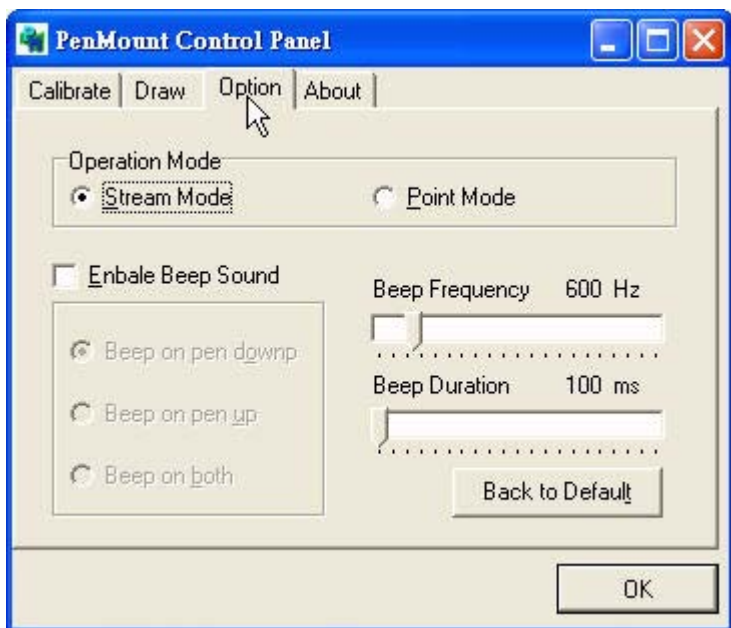 PenMount Control Panel
Calibrate Draw Option About
Operation Mode
Stream Mode Point Mode
Enbale Beep Sound
Beep on pen downp
Beep on pen up
Beep on both
Beep Frequency 600 Hz
Beep Duration 100 ms
Back to Default
OK